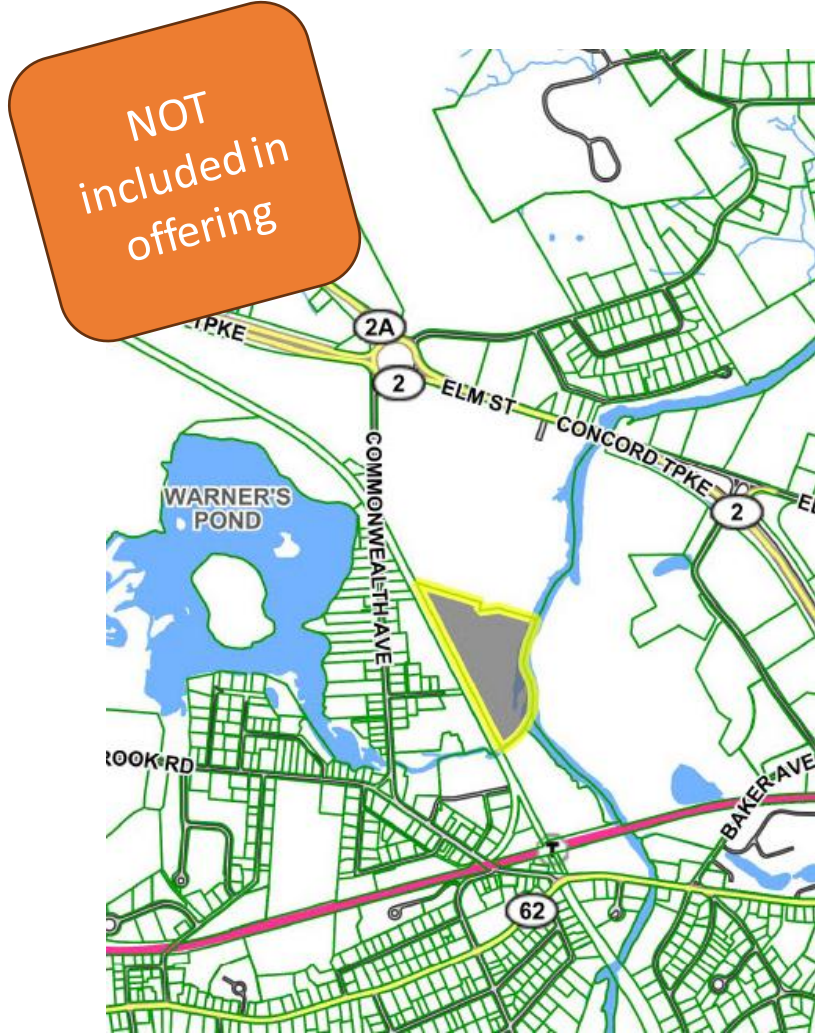 NOT
included in
offering
TPKE
2A
2
ELM ST
CONCORD TPKE
COMMONWEALTH AVE
WARNER'S
POND
2
EL
ROOK RD
BAKER AVE
T
62